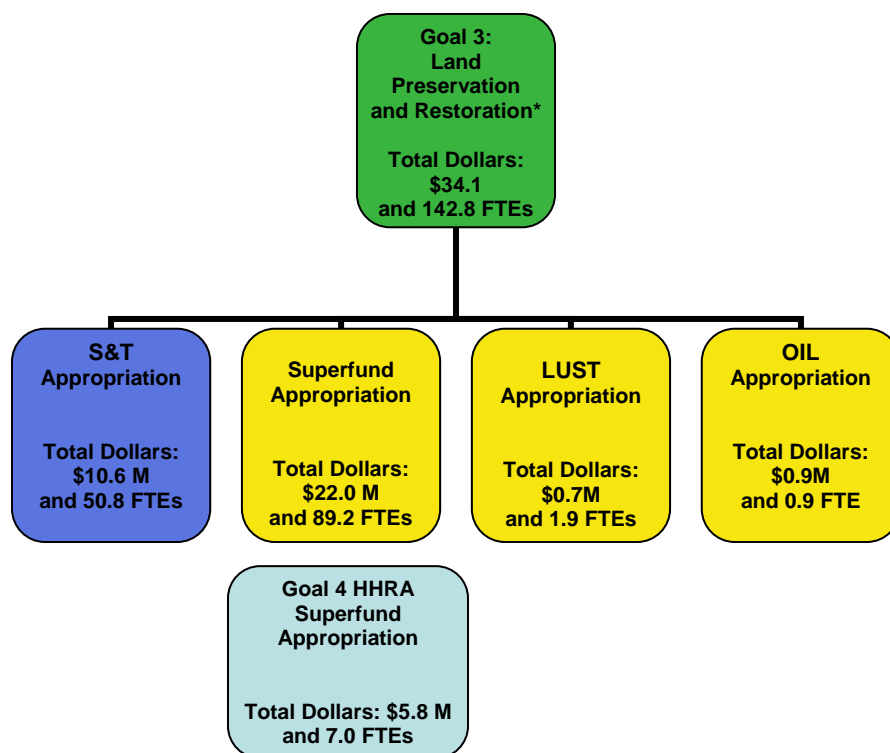 Goal 3:
Land
Preservation
and Restoration*
Total Dollars:
$34.1
and 142.8 FTEs
S&T
Appropriation
Total Dollars:
$10.6 M
and 50.8 FTEs
Superfund
Appropriation
Total Dollars:
$22.0 M
and 89.2 FTEs
LUST
Appropriation
Total Dollars:
$0.7M
and 1.9 FTEs
OIL
Appropriation
Total Dollars:
$0.9M
and 0.9 FTE
Goal 4 HHRA
Superfund
Appropriation
Total Dollars: $5.8 M
and 7.0 FTEs